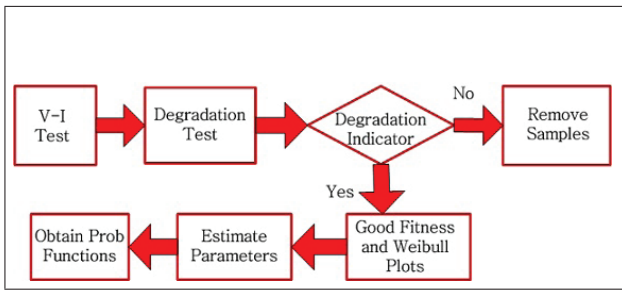 V-I
Test
Degradation
Test
Degradation
Indicator
No
Remove
Samples
Yes
Good Fitness
and Weibull
Plots
Estimate
Parameters
Obtain Prob
Functions